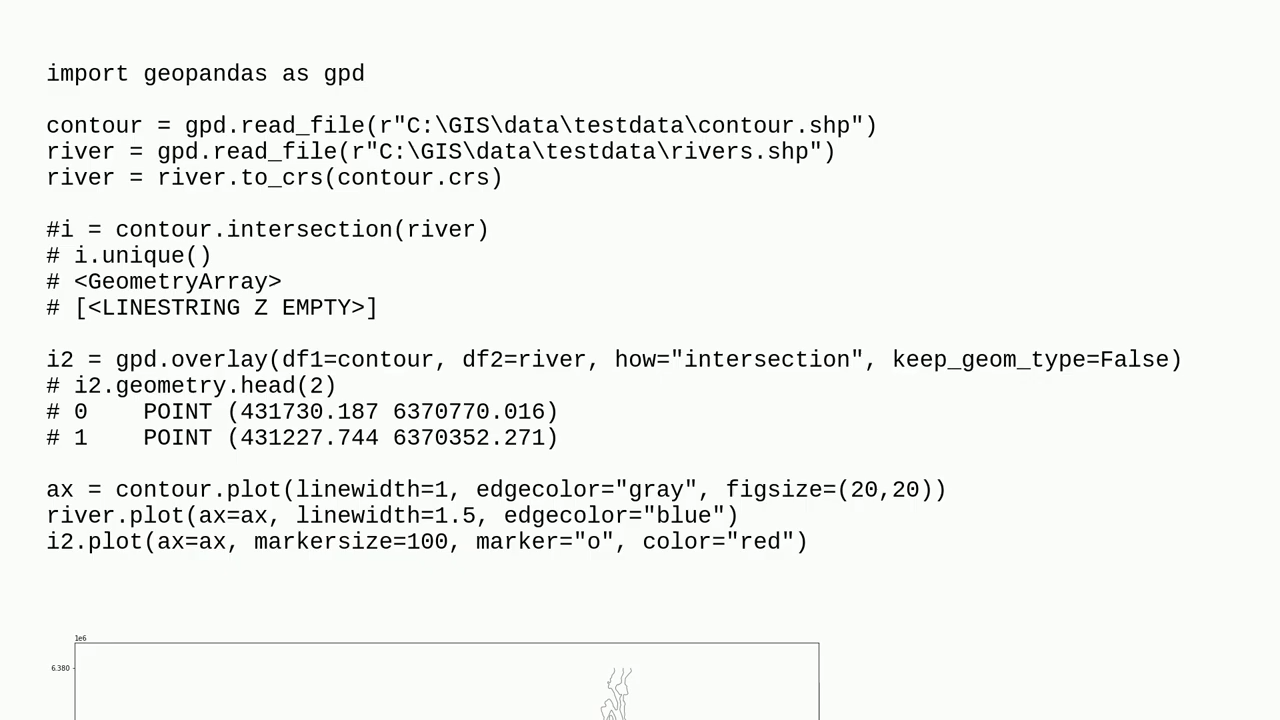 import geopandas as gpd
contour = gpd.read_file(r"C:\GIS\data\testdata\contour.shp")
river = gpd.read_file(r"C:\GIS\data\testdata\rivers.shp")
river = river.to_crs(contour.crs)
#i = contour.intersection(river)
# i.unique()
# <GeometryArray>
# [<LINESTRING Z EMPTY>]
i2 = gpd.overlay(df1=contour, df2=river, how="intersection", keep_geom_type=False)
# i2.geometry.head(2)
# 0    POINT (431730.187 6370770.016)
# 1    POINT (431227.744 6370352.271)
ax = contour.plot(linewidth=1, edgecolor="gray", figsize=(20,20))
river.plot(ax=ax, linewidth=1.5, edgecolor="blue")
i2.plot(ax=ax, markersize=100, marker="o", color="red")
1e6
6.380